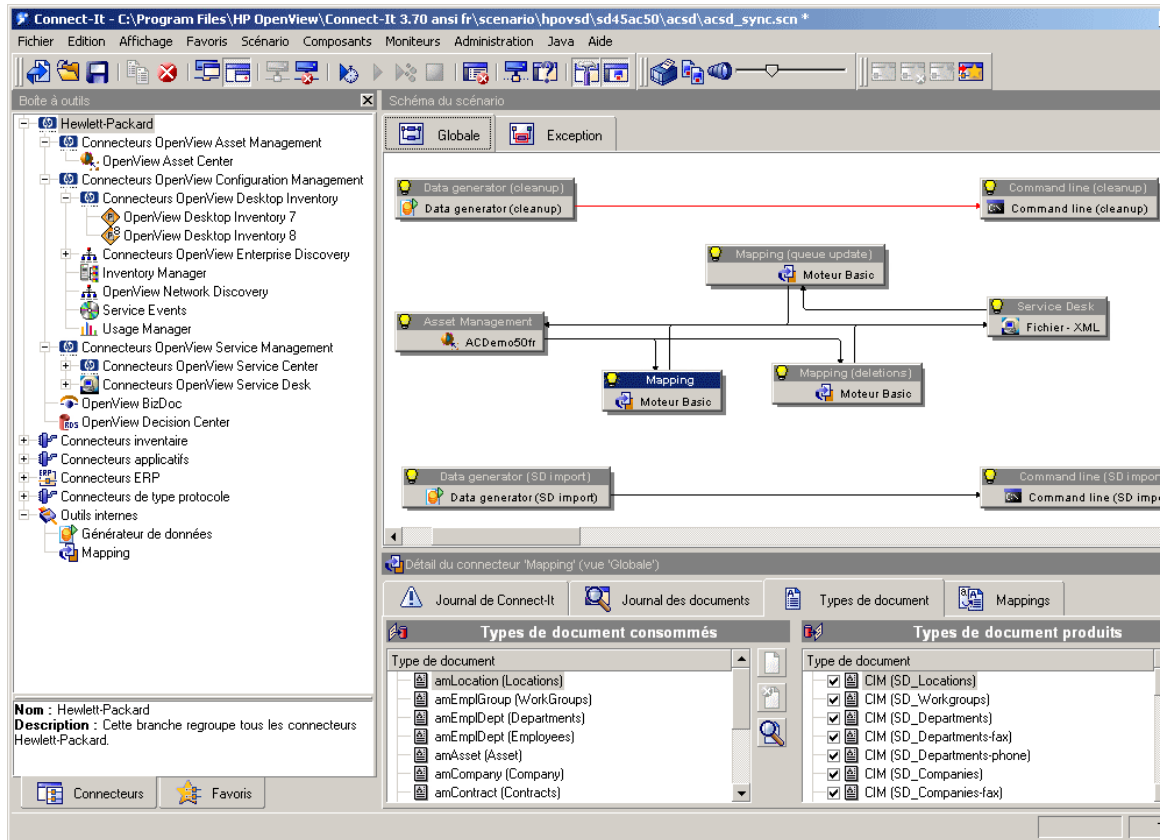 Connect-It - C:\Program Files\HP OpenView\Connect-It 3.70 ansi fr\scenario\hpovsd\sd45ac50\acsd\acsd_sync.scn *
Fichier Edition Affichage Favoris Scénario Composants Moniteurs Administration Java Aide
Boîte à outils
Hewlett-Packard
Connecteurs OpenView Asset Management
OpenView Asset Center
Connecteurs OpenView Configuration Management
Connecteurs OpenView Desktop Inventory
OpenView Desktop Inventory 7
OpenView Desktop Inventory 8
Connecteurs OpenView Enterprise Discovery
Inventory Manager
OpenView Network Discovery
Service Events
Usage Manager
Connecteurs OpenView Service Management
Connecteurs OpenView Service Center
Connecteurs OpenView Service Desk
OpenView BizDoc
OpenView Decision Center
Connecteurs inventaire
Connecteurs applicatifs
Connecteurs ERP
Connecteurs de type protocole
Outils internes
Générateur de données
Mapping
Nom : Hewlett-Packard
Description : Cette branche regroupe tous les connecteurs
Hewlett-Packard.
Connecteurs Favoris
Schéma du scénario
Globale Exception
Data generator (cleanup)
Data generator (cleanup)
Command line (cleanup)
Command line (cleanup)
Mapping (queue update)
Moteur Basic
Asset Management
ACDemo50fr
Service Desk
Fichier - XML
Mapping
Moteur Basic
Mapping (deletions)
Moteur Basic
Data generator (SD import)
Data generator (SD import)
Command line (SD impor
Command line (SD impo
Détail du connecteur 'Mapping' (vue 'Globale')
Journal de Connect-It Journal des documents Types de document Mappings
Types de document consommés
Type de document
amLocation (Locations)
amEmplGroup (WorkGroups)
amEmplDept (Departments)
amEmplDept (Employees)
amAsset (Asset)
amCompany (Company)
amContract (Contracts)
Types de document produits
Type de document
CIM (SD_Locations)
CIM (SD_Workgroups)
CIM (SD_Departments)
CIM (SD_Departments-fax)
CIM (SD_Departments-phone)
CIM (SD_Companies)
CIM (SD_Companies-fax)